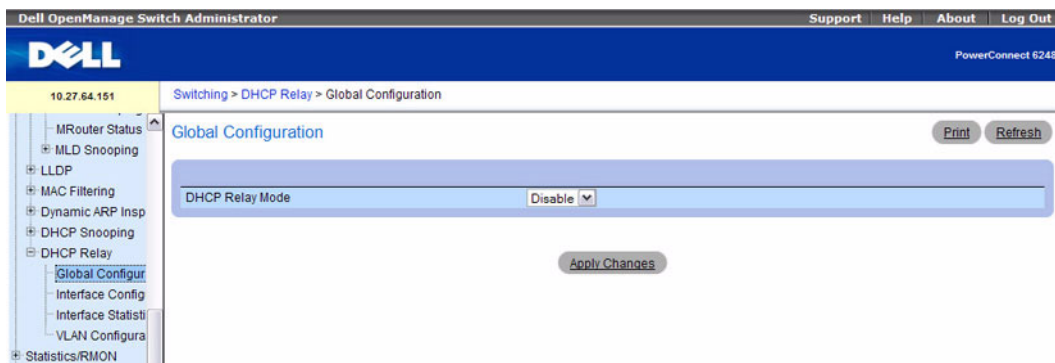 Dell OpenManage Switch Administrator
Support Help About Log Out
DELL
PowerConnect 6248
10.27.64.151
Switching > DHCP Relay > Global Configuration
MRouter Status
MLD Snooping
LLDP
MAC Filtering
Dynamic ARP Insp
DHCP Snooping
DHCP Relay
Global Configur
Interface Config
Interface Statisti
VLAN Configura
Statistics/RMON
Global Configuration
Print Refresh
DHCP Relay Mode Disable
Apply Changes